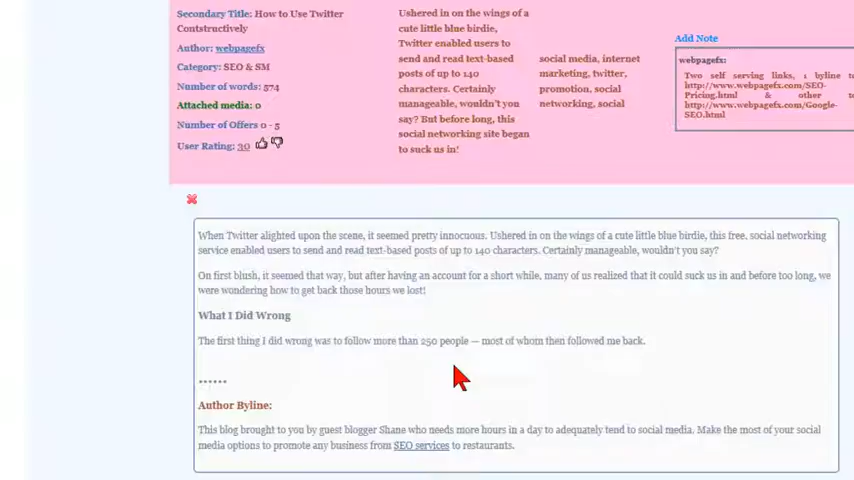 Secondary Title: How to Use Twitter
Contstructively
Author: webpagefx
Category: SEO & SM
Number of words: 574
Attached media: 0
Number of Offers 0 - 5
User Rating: 30
Ushered in on the wings of a
cute little blue birdie,
Twitter enabled users to
send and read text-based
posts of up to 140
characters. Certainly
manageable, wouldn't you
say? But before long, this
social networking site began
to suck us in!
social media, internet
marketing, twitter,
promotion, social
networking, social
Add Note
webpagefx:
Two self serving links, 1 byline to
http://www.webpagefx.com/SEO-
Pricing.html & other to
http://www.webpagefx.com/Google-
SEO.html
When Twitter alighted upon the scene, it seemed pretty innocuous. Ushered in on the wings of a cute little blue birdie, this free, social networking
service enabled users to send and read text-based posts of up to 140 characters. Certainly manageable, wouldn't you say?
On first blush, it seemed that way, but after having an account for a short while, many of us realized that it could suck us in and before too long, we
were wondering how to get back those hours we lost!
What I Did Wrong
The first thing I did wrong was to follow more than 250 people — most of whom then followed me back.
******
Author Byline:
This blog brought to you by guest blogger Shane who needs more hours in a day to adequately tend to social media. Make the most of your social
media options to promote any business from SEO services to restaurants.